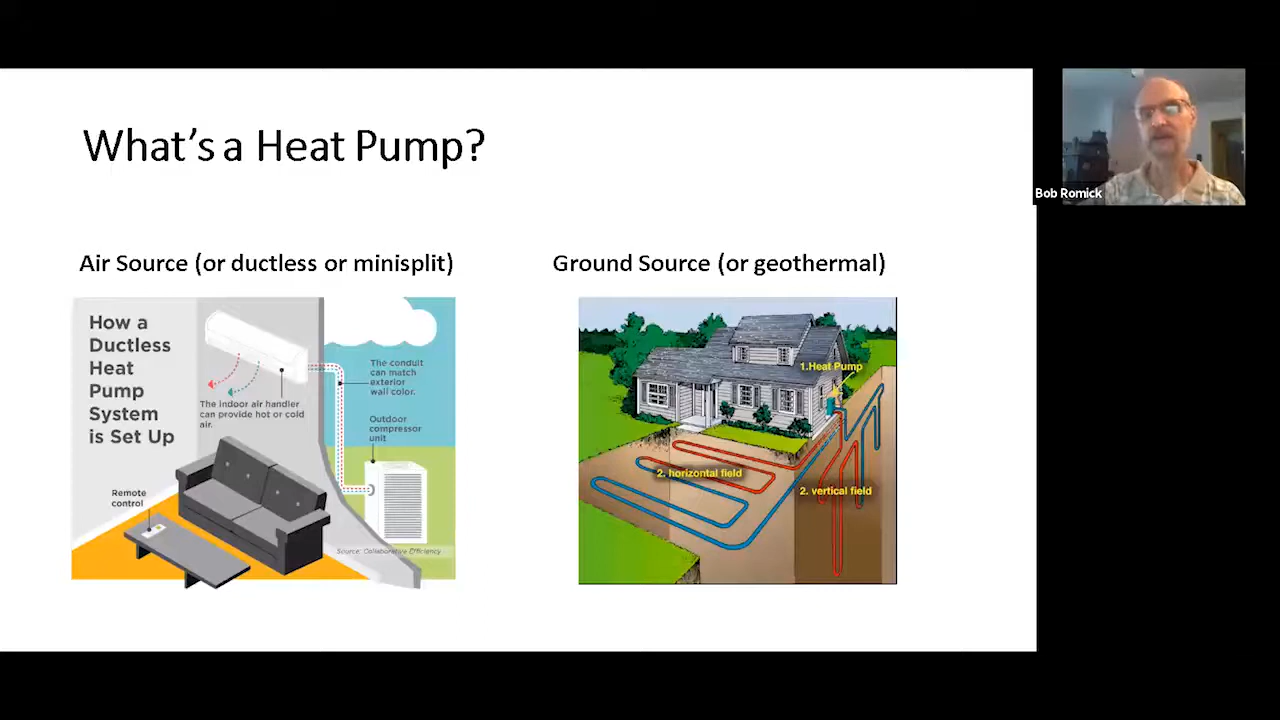 What's a Heat Pump?
Bob Romick
Air Source (or ductless or minisplit)
Ground Source (or geothermal)
How a
Ductless
Heat
Pump
System
is Set Up
The indoor air handler
can provide hot or cold
air.
The conduit
can match
exterior
wall color.
Outdoor
compressor
unit
Remote
control
Source: Collaborative Efficiency
1.Heat Pump
2. horizontal field
2. vertical field